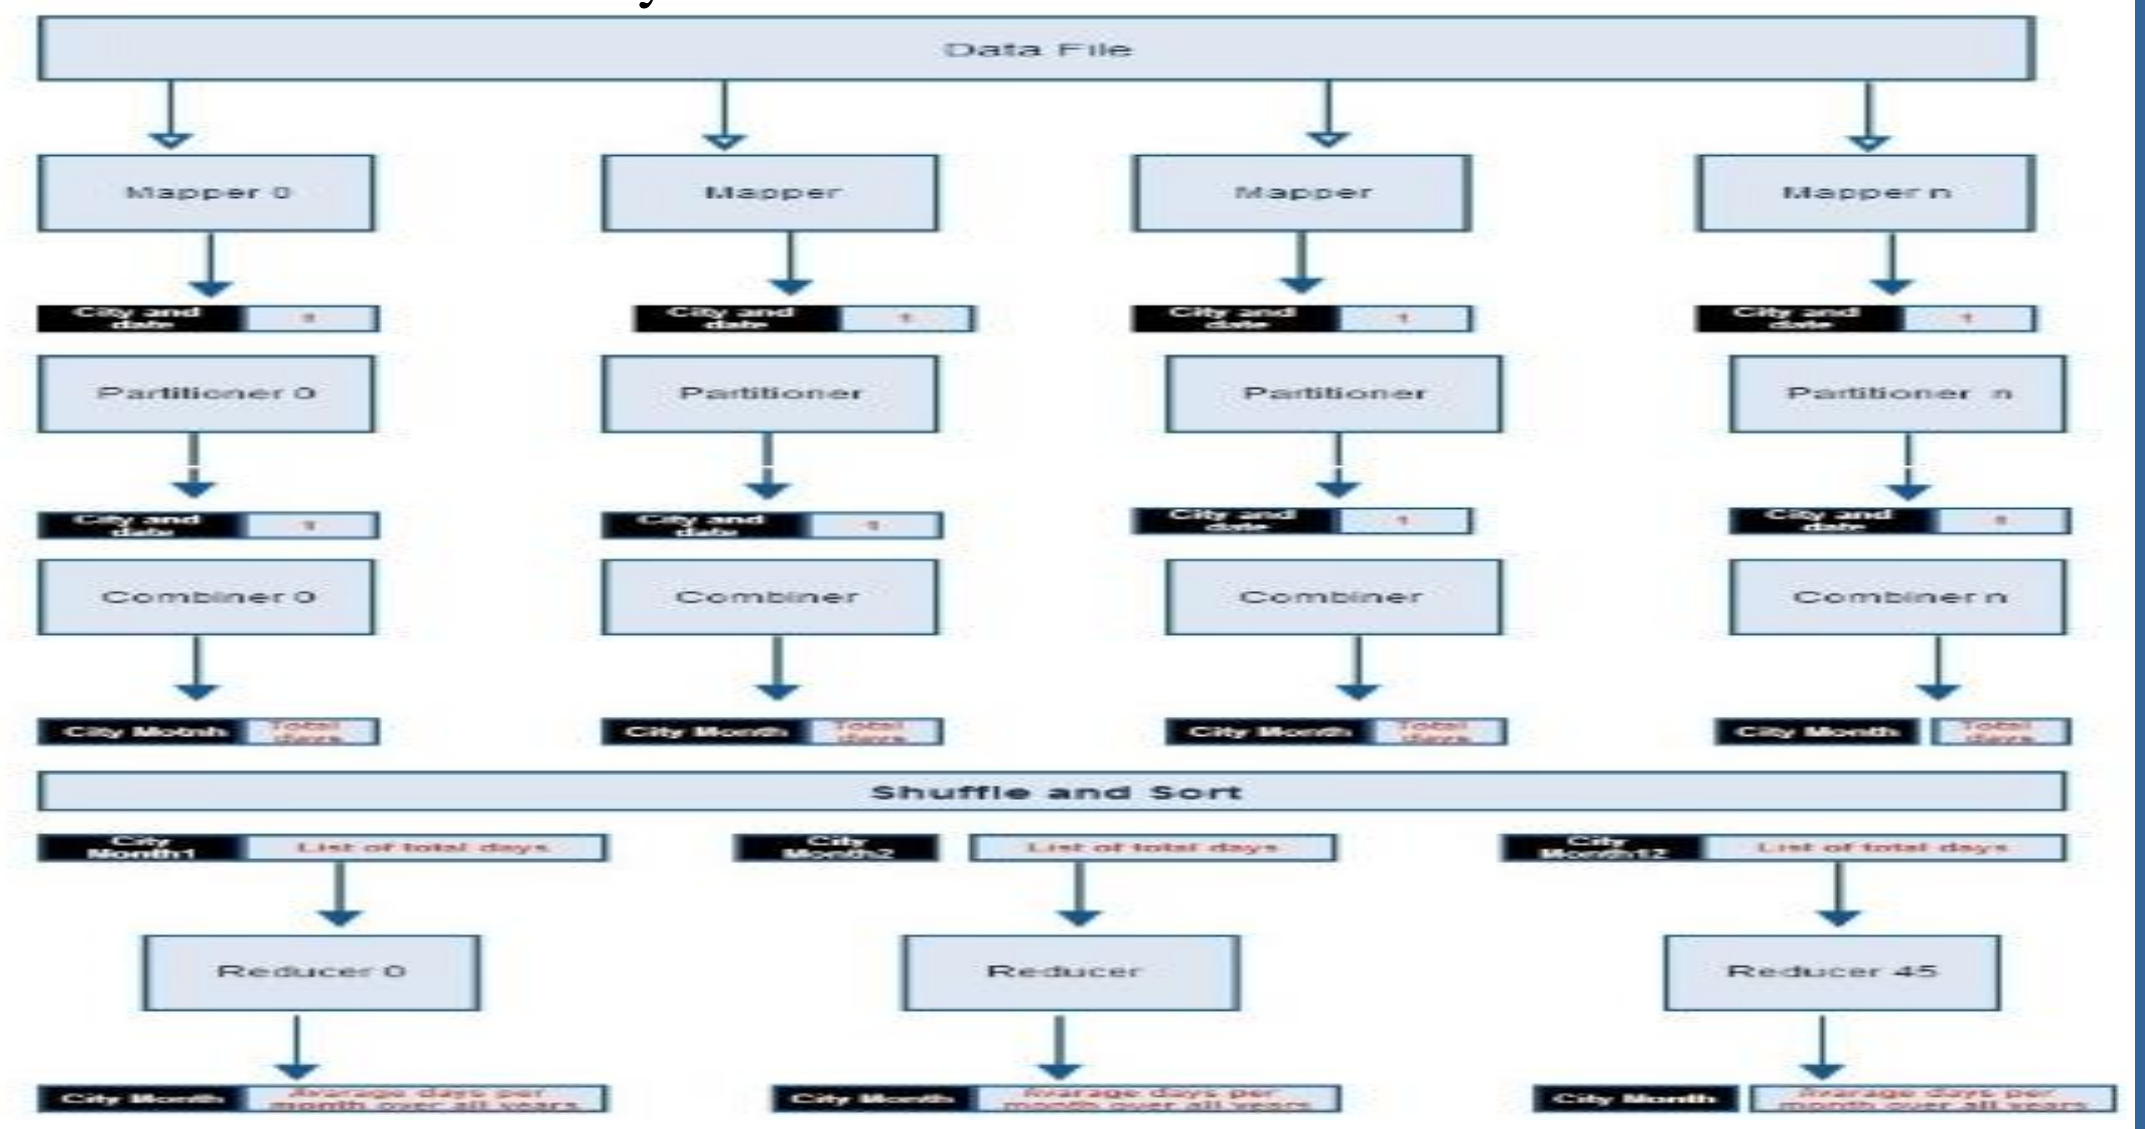 Data File
Mapper 0
Mapper
Mapper
Mapper n
City and
date
1
City and
date
1
City and
date
1
City and
date
1
Partitioner 0
Partitioner
Partitioner
Partitioner n
City and
date
1
City and
date
1
City and
date
1
City and
date
1
Combiner 0
Combiner
Combiner
Combiner n
City Motnh
Total
days
City Month
Total
days
City Month
Total
days
City Month
Total
days
Shuffle and Sort
City
Month1
List of total days
City
Month2
List of total days
City
Month12
List of total days
Reducer 0
Reducer
Reducer 45
City Month
Avarage days per
month over all years
City Month
Avarage days per
month over all years
City Month
Avarage days per
month over all years